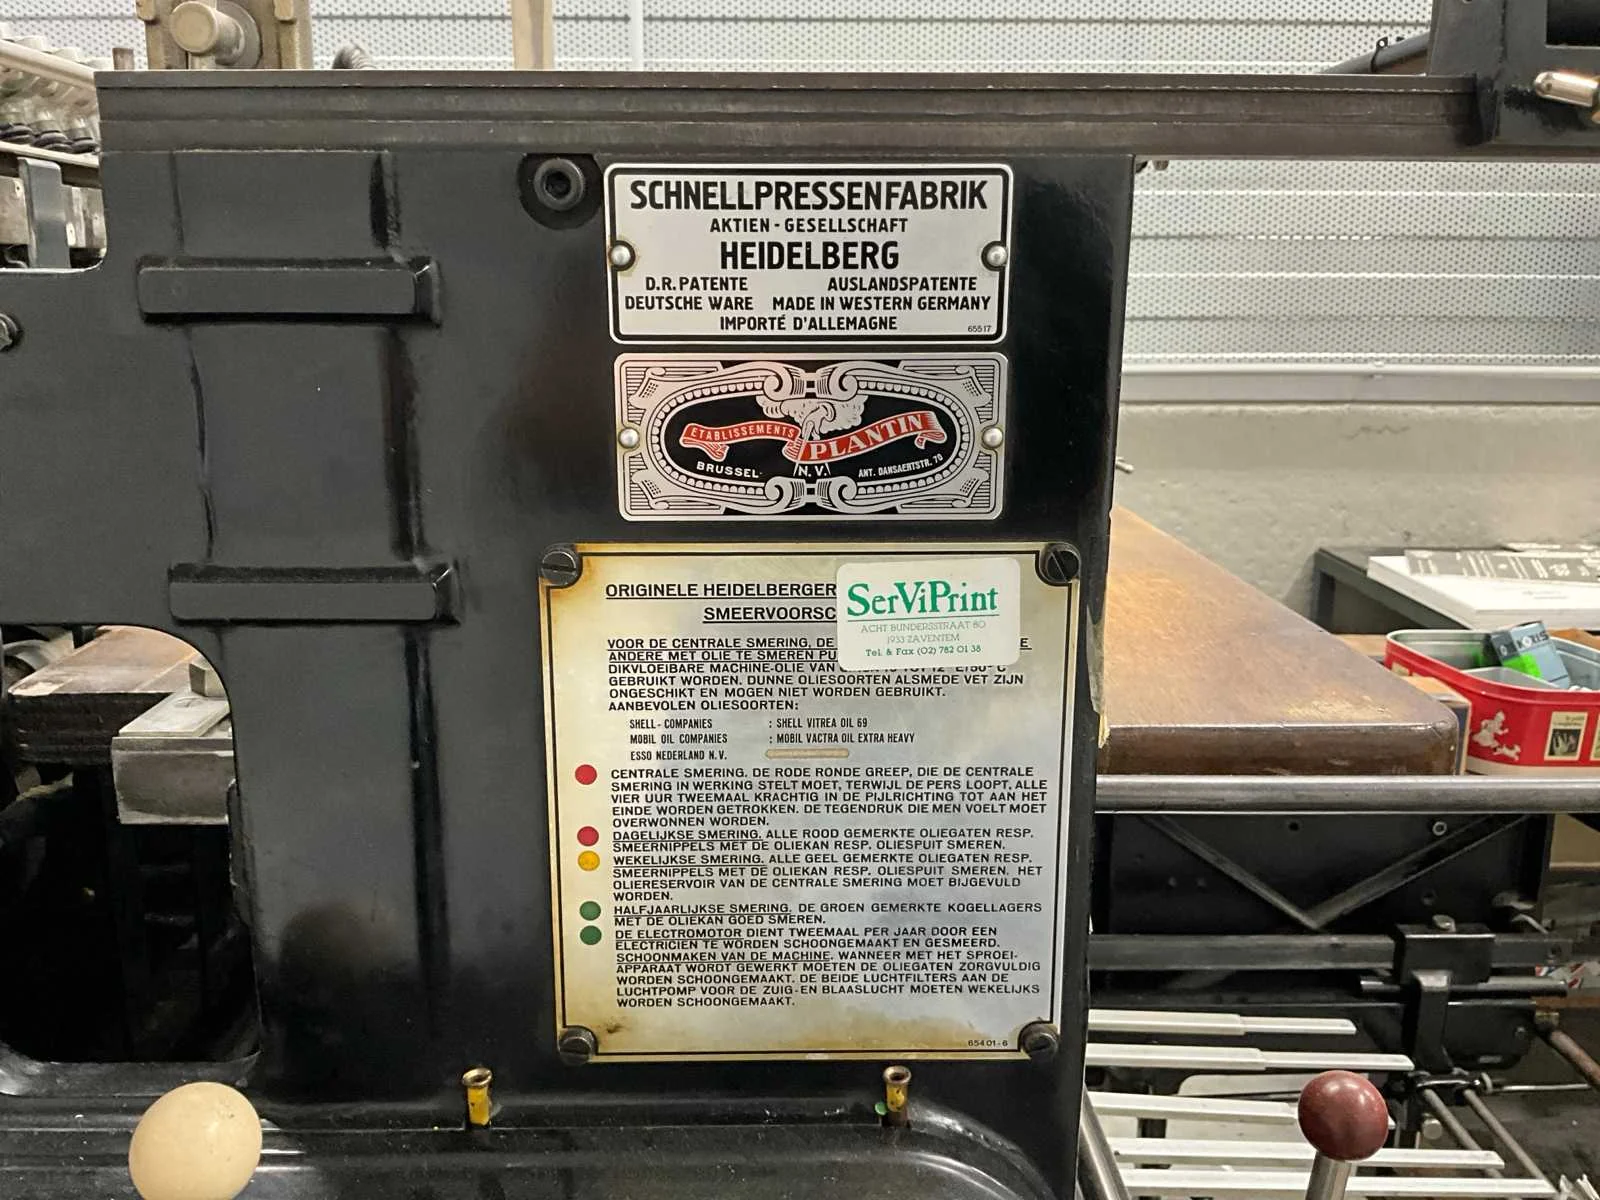 SCHNELLPRESSENFABRIK
AKTIEN-GESELLSCHAFT
HEIDELBERG
D.R. PATENTE AUSLANDSPATENTE
DEUTSCHE WARE MADE IN WESTERN GERMANY
IMPORTÉ D'ALLEMAGNE
65517
ETABLISSEMENTS
PLANTIN
BRUSSEL N.V. ANT. DANSAERTSTR. 70
ORIGINELE HEIDELBERGER
SMEERVOORSC
SerViPrint
ACHT BUNDERSSTRAAT 80
1933 ZAVENTEM
Tel. & Fax (02) 782 01 38
VOOR DE CENTRALE SMERING, DE
ANDERE MET OLIE TE SMEREN PU
DIKVLOEIBARE MACHINE-OLIE VAN
GEBRUIKT WORDEN. DUNNE OLIESOORTEN ALSMEDE VET ZIJN
ONGESCHIKT EN MOGEN NIET WORDEN GEBRUIKT.
AANBEVOLEN OLIESOORTEN:
SHELL-COMPANIES : SHELL VITREA OIL 69
MOBIL OIL COMPANIES : MOBIL VACTRA OIL EXTRA HEAVY
ESSO NEDERLAND N.V.
CENTRALE SMERING. DE RODE RONDE GREEP, DIE DE CENTRALE
SMERING IN WERKING STELT MOET, TERWIJL DE PERS LOOPT, ALLE
VIER UUR TWEEMAAL KRACHTIG IN DE PIJLRICHTING TOT AAN HET
EINDE WORDEN GETROKKEN. DE TEGENDRUK DIE MEN VOELT MOET
OVERWONNEN WORDEN.
DAGELIJKSE SMERING. ALLE ROOD GEMERKTE OLIEGATEN RESP.
SMEERNIPPELS MET DE OLIEKAN RESP. OLIESPUIT SMEREN.
WEKELIJKSE SMERING. ALLE GEEL GEMERKTE OLIEGATEN RESP.
SMEERNIPPELS MET DE OLIEKAN RESP. OLIESPUIT SMEREN. HET
OLIERESERVOIR VAN DE CENTRALE SMERING MOET BIJGEVULD
WORDEN.
HALFJAARLIJKSE SMERING. DE GROEN GEMERKTE KOGELLAGERS
MET DE OLIEKAN GOED SMEREN.
DE ELECTROMOTOR DIENT TWEEMAAL PER JAAR DOOR EEN
ELECTRICIEN TE WORDEN SCHOONGEMAAKT EN GESMEERD.
SCHOONMAKEN VAN DE MACHINE. WANNEER MET HET SPROEI-
APPARAAT WORDT GEWERKT MOETEN DE OLIEGATEN ZORGVULDIG
WORDEN SCHOONGEMAAKT. DE BEIDE LUCHTFILTERS AAN DE
LUCHTPOMP VOOR DE ZUIG-EN BLAASLUCHT MOETEN WEKELIJKS
WORDEN SCHOONGEMAAKT.
65401-6